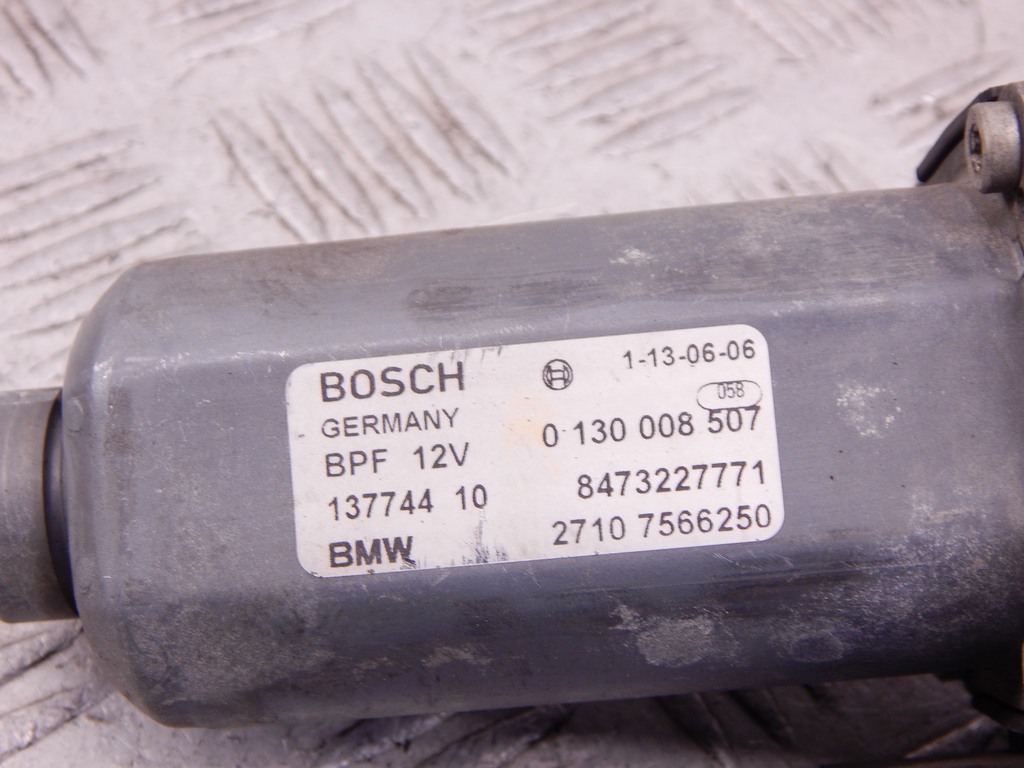 BOSCH 1-13-06-06
GERMANY 058
BPF 12V 0 130 008 507
137744 10 8473227771
BMW 2710 7566250